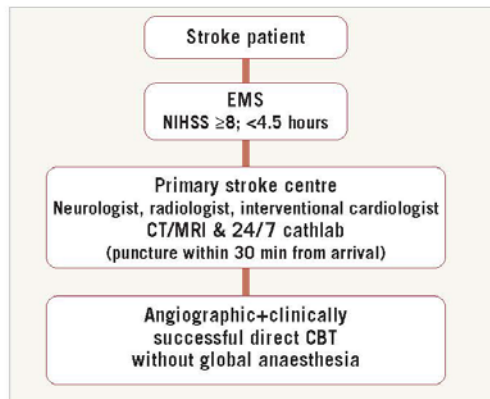 Stroke patient
EMS
NIHSS ≥8; <4.5 hours
Primary stroke centre
Neurologist, radiologist, interventional cardiologist
CT/MRI & 24/7 cathlab
(puncture within 30 min from arrival)
Angiographic+clinically
successful direct CBT
without global anaesthesia